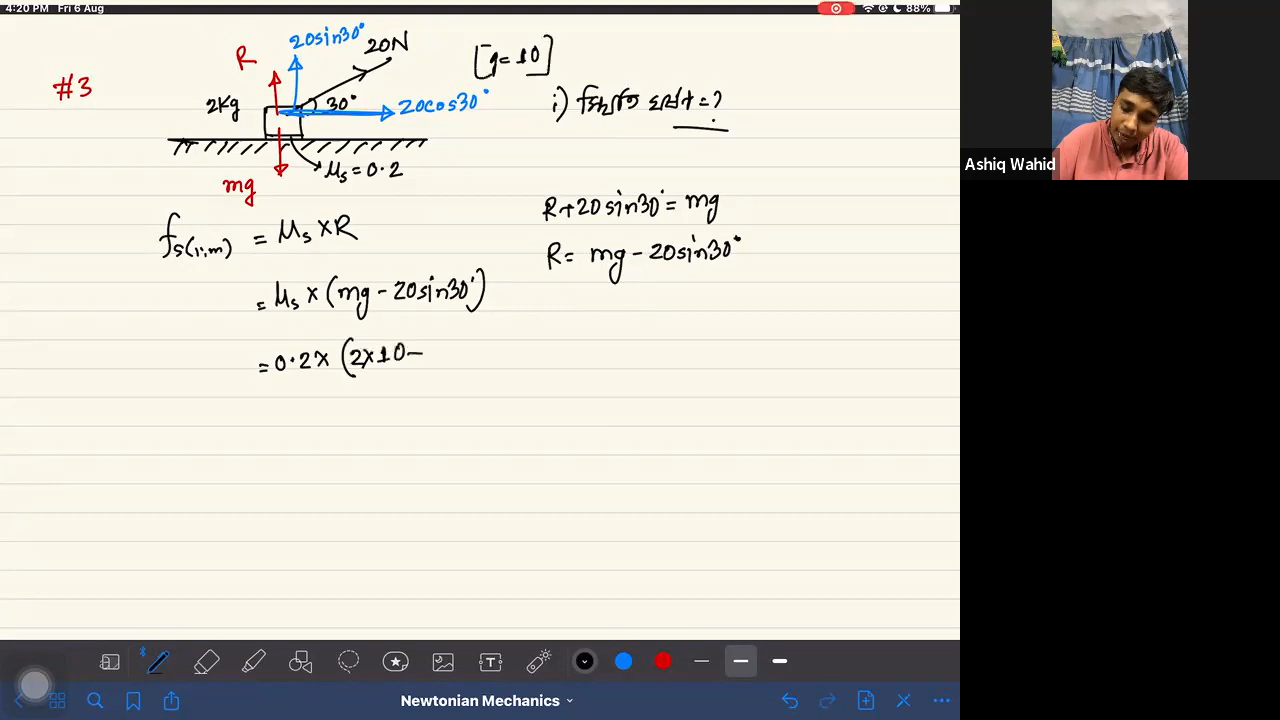 4:20 PM Fri 6 Aug
88%
#3
R
20sin30°
20N
[g=10]
2Kg
30°
20cos30°
i) ঘর্ষণ =?
mg
μs = 0.2
fs(lim) = μs × R
R+20sin30° = mg
R = mg - 20sin30°
= μs × (mg - 20sin30°)
= 0.2 × (2×10-
Ashiq Wahid
Newtonian Mechanics